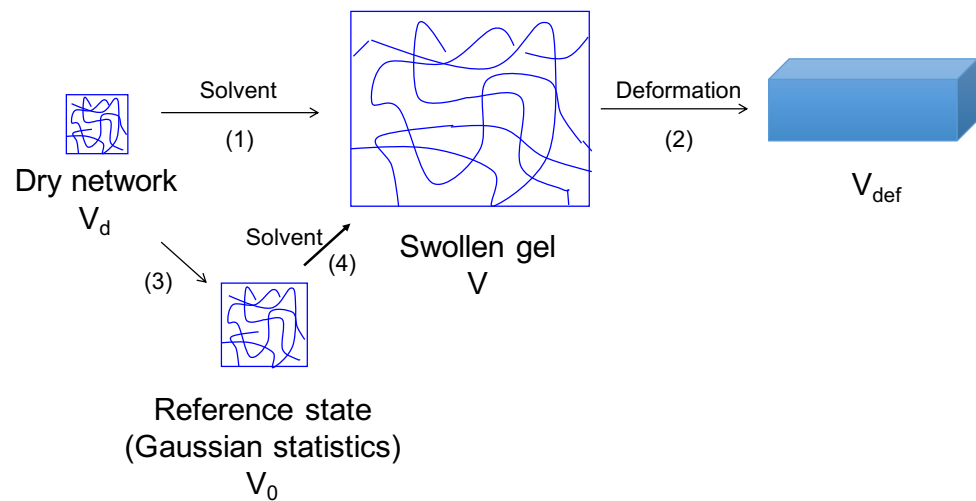 Solvent
(1)
Deformation
(2)
Dry network
V_d
V_def
Solvent
(4)
(3)
Swollen gel
V
Reference state
(Gaussian statistics)
V_0